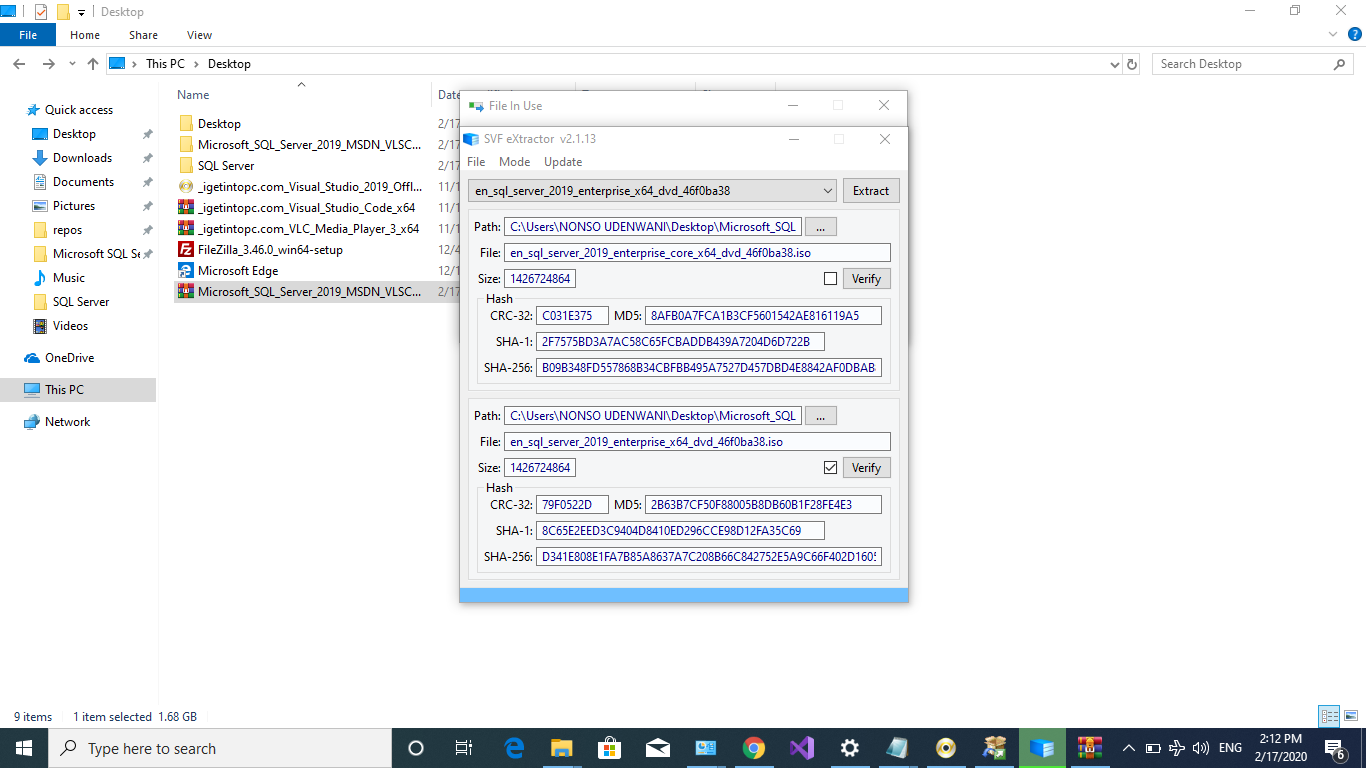 Desktop
File Home Share View
This PC Desktop
Search Desktop
Name
Date
Quick access
Desktop
Downloads
Documents
Pictures
repos
Microsoft SQL Se
Music
SQL Server
Videos
OneDrive
This PC
Network
Desktop 2/17
Microsoft_SQL_Server_2019_MSDN_VLSC... 2/17
SQL Server 2/17
_igetintopc.com_Visual_Studio_2019_Offl... 11/1
_igetintopc.com_Visual_Studio_Code_x64 11/1
_igetintopc.com_VLC_Media_Player_3_x64 11/1
FileZilla_3.46.0_win64-setup 12/4
Microsoft Edge 12/1
Microsoft_SQL_Server_2019_MSDN_VLSC... 2/17
File In Use
SVF eXtractor v2.1.13
File Mode Update
en_sql_server_2019_enterprise_x64_dvd_46f0ba38 Extract
Path: C:\Users\NONSO UDENWANI\Desktop\Microsoft_SQL ...
File: en_sql_server_2019_enterprise_core_x64_dvd_46f0ba38.iso
Size: 1426724864 Verify
Hash
CRC-32: C031E375 MD5: 8AFB0A7FCA1B3CF5601542AE816119A5
SHA-1: 2F7575BD3A7AC58C65FCBADDB439A7204D6D722B
SHA-256: B09B348FD557868B34CBFBB495A7527D457DBD4E8842AF0DBAB
Path: C:\Users\NONSO UDENWANI\Desktop\Microsoft_SQL ...
File: en_sql_server_2019_enterprise_x64_dvd_46f0ba38.iso
Size: 1426724864 Verify
Hash
CRC-32: 79F0522D MD5: 2B63B7CF50F88005B8DB60B1F28FE4E3
SHA-1: 8C65E2EED3C9404D8410ED296CCE98D12FA35C69
SHA-256: D341E808E1FA7B85A8637A7C208B66C842752E5A9C66F402D1605
9 items 1 item selected 1.68 GB
Type here to search
ENG
2:12 PM
2/17/2020
6